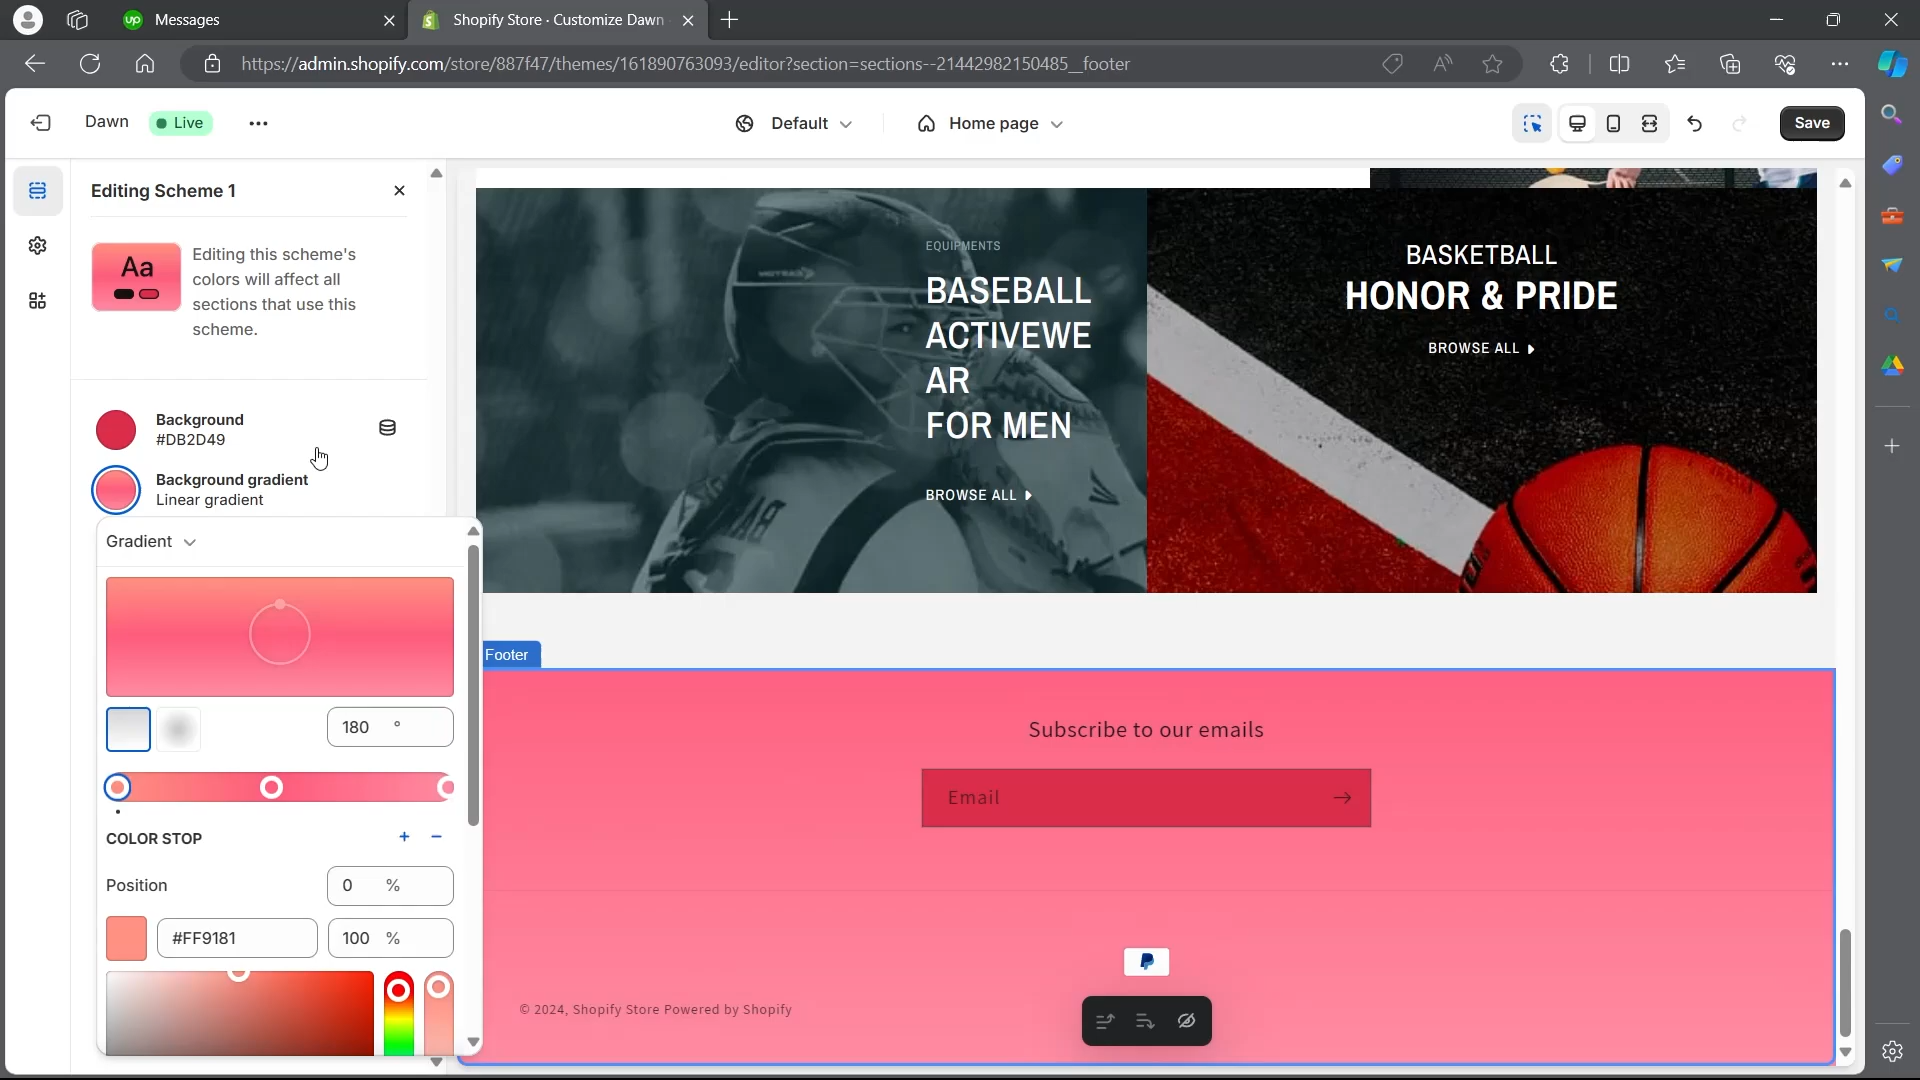 up Messages
Shopify Store · Customize Dawn
https://admin.shopify.com/store/887f47/themes/161890763093/editor?section=sections--21442982150485__footer
Dawn
Live
Default
Home page
Save
Editing Scheme 1
Aa
Editing this scheme's
colors will affect all
sections that use this
scheme.
Background
#DB2D49
Background gradient
Linear gradient
Gradient
180 °
COLOR STOP
Position
0 %
#FF9181
100 %
EQUIPMENTS
BASEBALL
ACTIVEWE
AR
FOR MEN
BROWSE ALL
BASKETBALL
HONOR & PRIDE
BROWSE ALL
Footer
Subscribe to our emails
Email
© 2024, Shopify Store Powered by Shopify